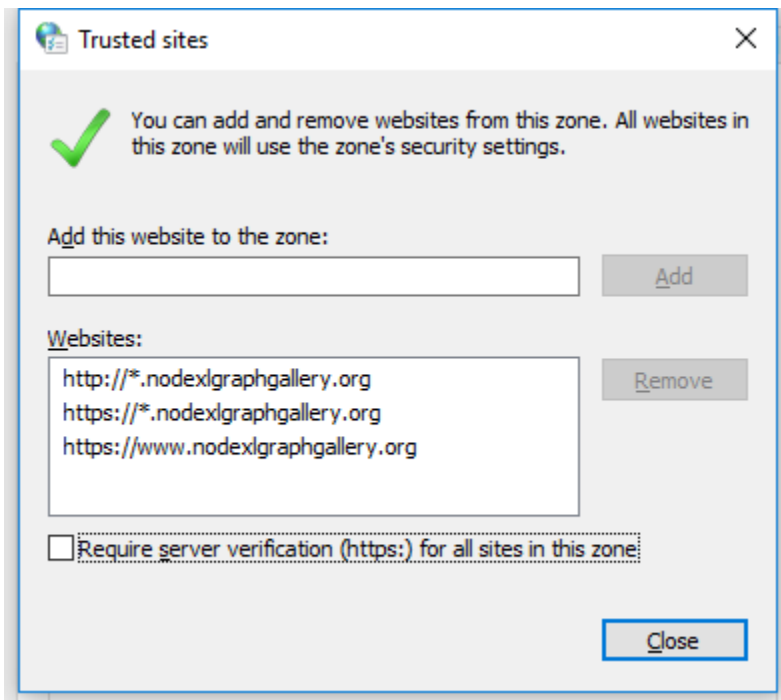 Trusted sites
You can add and remove websites from this zone. All websites in
this zone will use the zone's security settings.
Add this website to the zone:
Add
Websites:
http://*.nodexlgraphgallery.org
https://*.nodexlgraphgallery.org
https://www.nodexlgraphgallery.org
Remove
Require server verification (https:) for all sites in this zone
Close